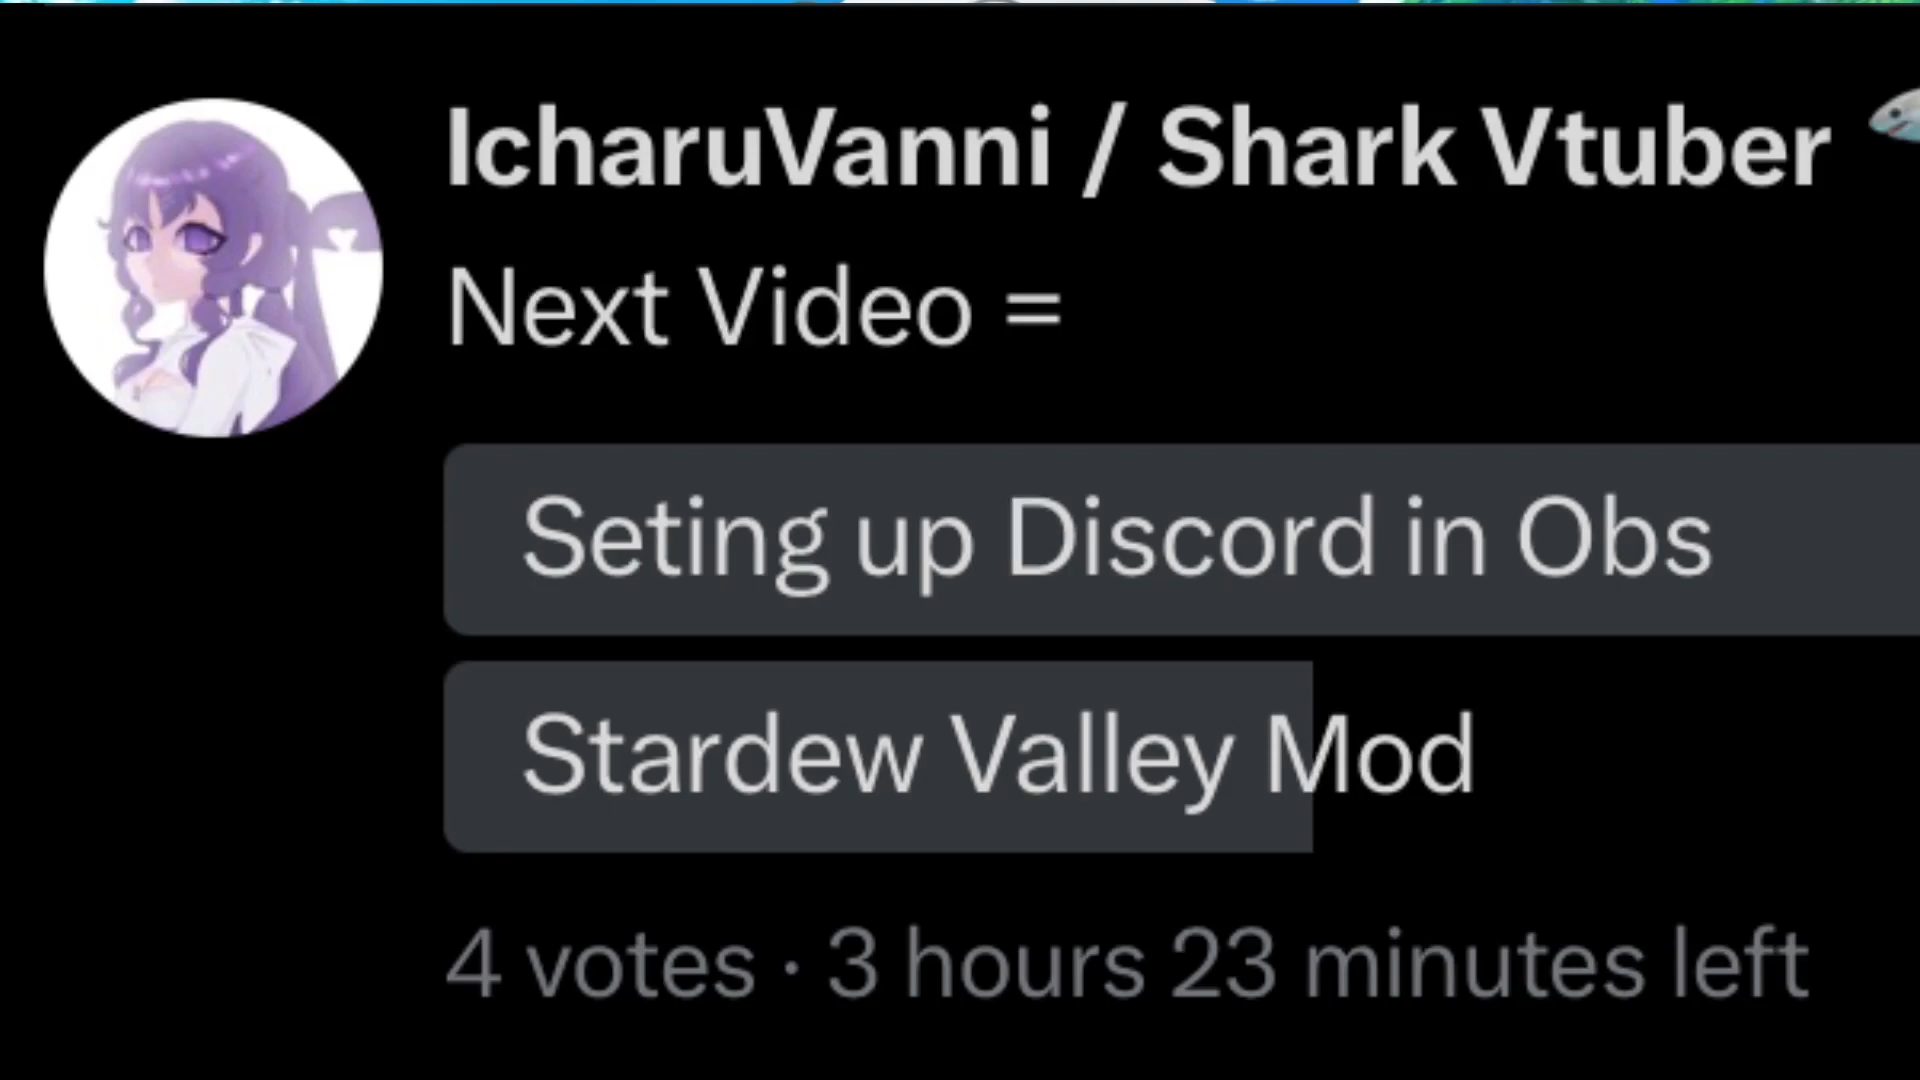 IcharuVanni / Shark Vtuber 🦈
Next Video =
Seting up Discord in Obs
Stardew Valley Mod
4 votes · 3 hours 23 minutes left